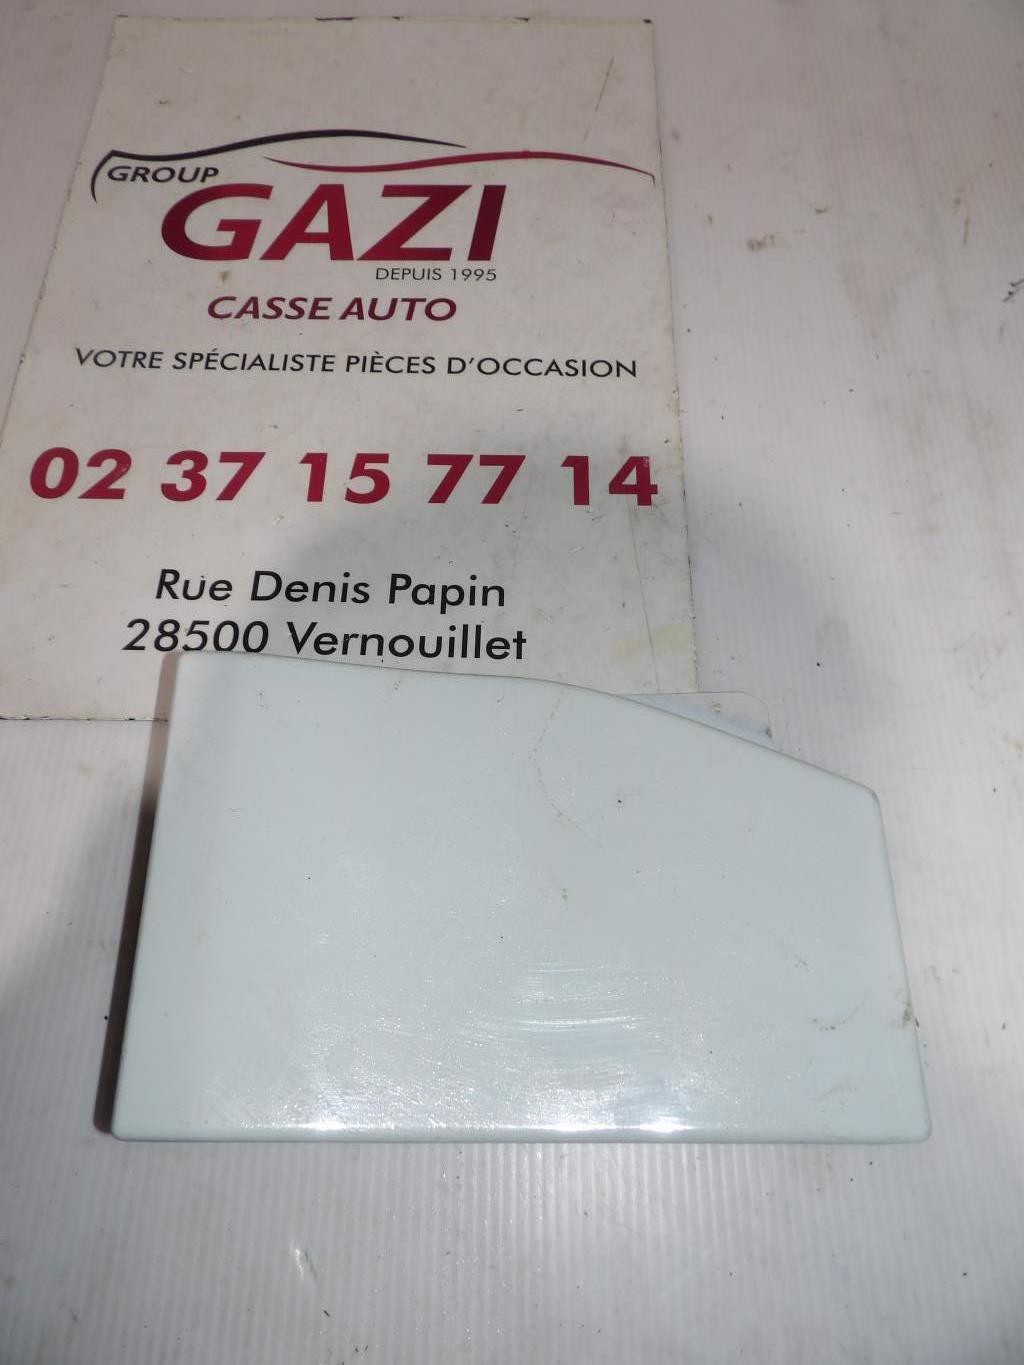 GROUP
GAZI
DEPUIS 1995
CASSE AUTO
VOTRE SPÉCIALISTE PIÈCES D'OCCASION
02 37 15 77 14
Rue Denis Papin
28500 Vernouillet